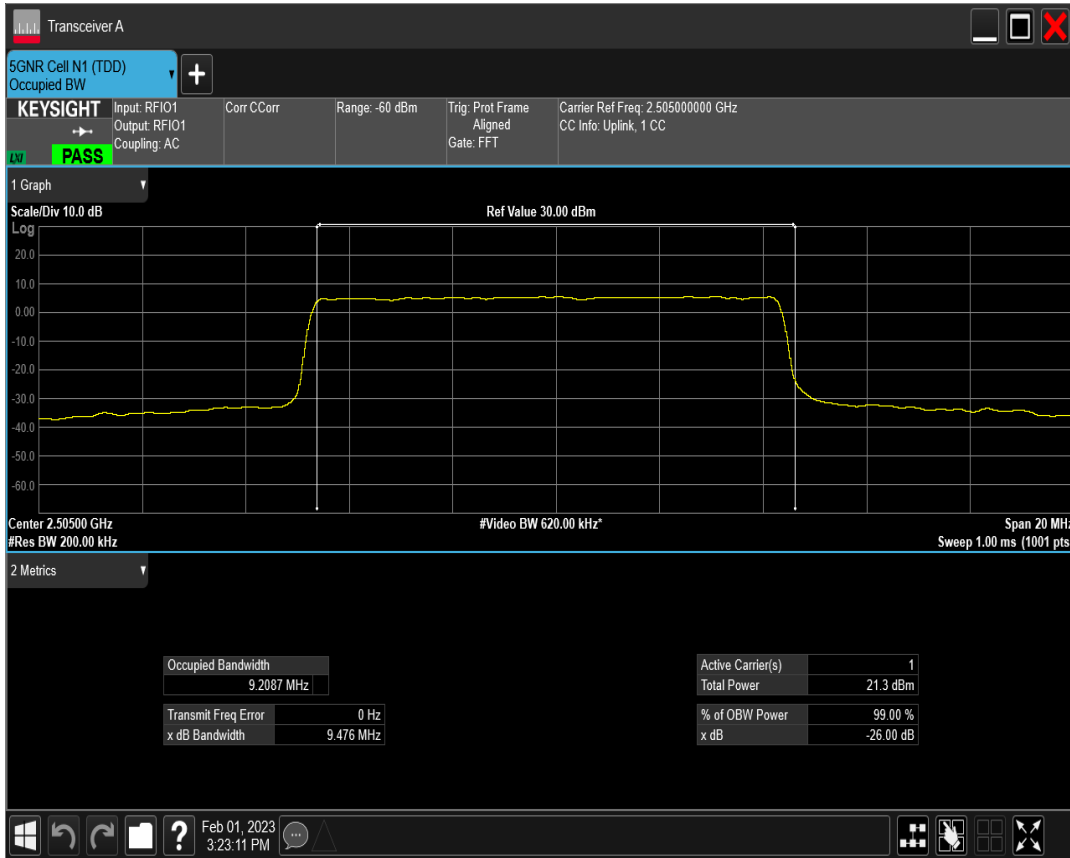 Transceiver A
5GNR Cell N1 (TDD)
Occupied BW
KEYSIGHT
LXI
PASS
Input: RFIO1
Output: RFIO1
Coupling: AC
Corr CCorr
Range: -60 dBm
Trig: Prot Frame
Aligned
Gate: FFT
Carrier Ref Freq: 2.505000000 GHz
CC Info: Uplink, 1 CC
1 Graph
Scale/Div 10.0 dB
Ref Value 30.00 dBm
Log
20.0
10.0
0.00
-10.0
-20.0
-30.0
-40.0
-50.0
-60.0
Center 2.50500 GHz
#Video BW 620.00 kHz*
Span 20 MHz
#Res BW 200.00 kHz
Sweep 1.00 ms (1001 pts
2 Metrics
Occupied Bandwidth
9.2087 MHz
Transmit Freq Error 0 Hz
x dB Bandwidth 9.476 MHz
Active Carrier(s) 1
Total Power 21.3 dBm
% of OBW Power 99.00 %
x dB -26.00 dB
?
Feb 01, 2023
3:23:11 PM